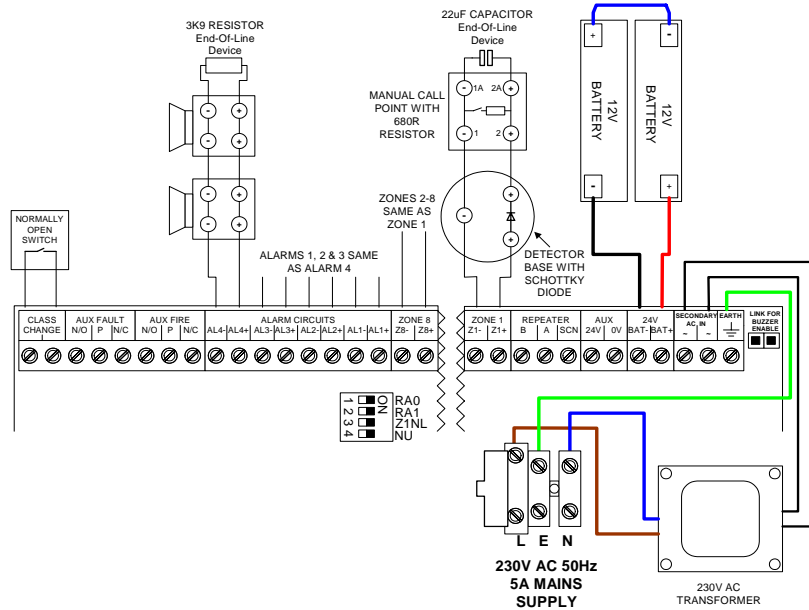 3K9 RESISTOR
End-Of-Line
Device
22uF CAPACITOR
End-Of-Line
Device
+
-
12V
BATTERY
12V
BATTERY
-
+
MANUAL CALL
POINT WITH
680R
RESISTOR
- 1A 2A +
- 1 2 +
- +
- +
- +
- +
NORMALLY
OPEN
SWITCH
ZONES 2-8
SAME AS
ZONE 1
-
+
+
ALARMS 1, 2 & 3 SAME
AS ALARM 4
DETECTOR
BASE WITH
SCHOTTKY
DIODE
CLASS
CHANGE
AUX FAULT
N/O P N/C
AUX FIRE
N/O P N/C
ALARM CIRCUITS
AL4- AL4+ AL3- AL3+ AL2- AL2+ AL1- AL1+
ZONE 8
Z8- Z8+
ZONE 1
Z1- Z1+
REPEATER
B A SCN
AUX
24V 0V
24V
BAT- BAT+
SECONDARY
AC IN
~ ~
EARTH
LINK FOR
BUZZER
ENABLE
ON
1 RA0
2 RA1
3 Z1NL
4 NU
L E N
230V AC 50Hz
5A MAINS
SUPPLY
230V AC
TRANSFORMER